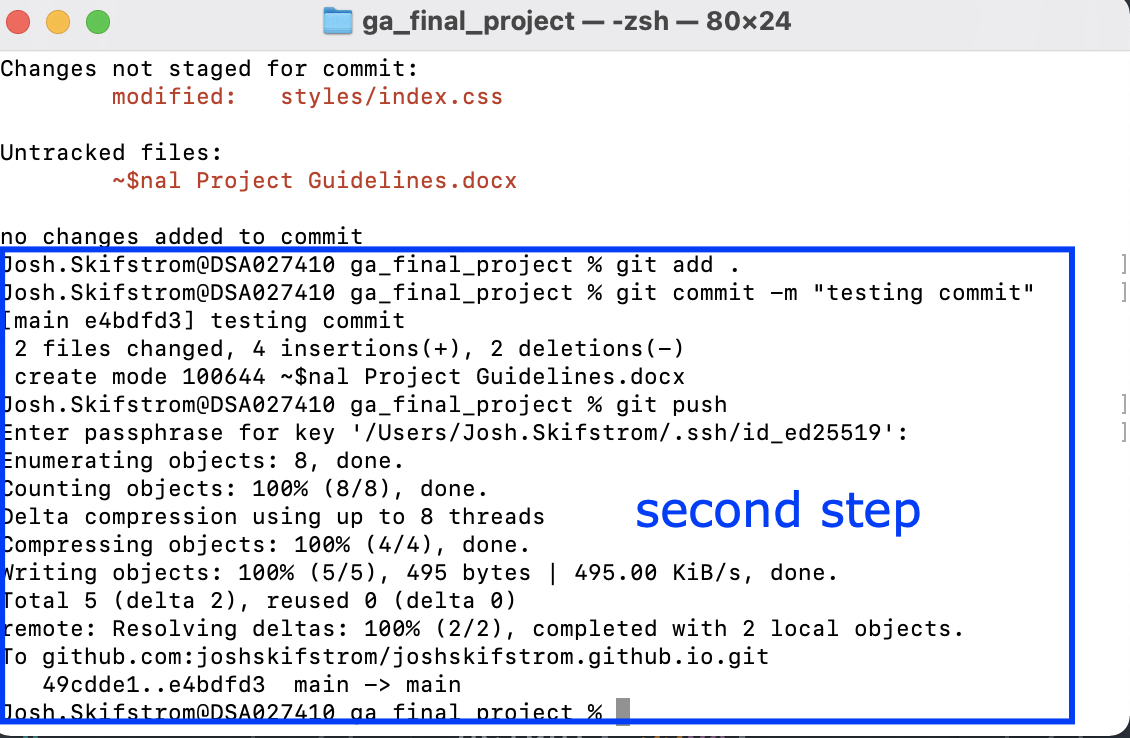 ga_final_project — -zsh — 80×24
Changes not staged for commit:
modified:   styles/index.css
Untracked files:
~$nal Project Guidelines.docx
no changes added to commit
Josh.Skifstrom@DSA027410 ga_final_project % git add .
Josh.Skifstrom@DSA027410 ga_final_project % git commit -m "testing commit"
[main e4bdfd3] testing commit
2 files changed, 4 insertions(+), 2 deletions(-)
create mode 100644 ~$nal Project Guidelines.docx
Josh.Skifstrom@DSA027410 ga_final_project % git push
Enter passphrase for key '/Users/Josh.Skifstrom/.ssh/id_ed25519':
Enumerating objects: 8, done.
Counting objects: 100% (8/8), done.
Delta compression using up to 8 threads
Compressing objects: 100% (4/4), done.
Writing objects: 100% (5/5), 495 bytes | 495.00 KiB/s, done.
Total 5 (delta 2), reused 0 (delta 0)
remote: Resolving deltas: 100% (2/2), completed with 2 local objects.
To github.com:joshskifstrom/joshskifstrom.github.io.git
49cdde1..e4bdfd3  main -> main
Josh.Skifstrom@DSA027410 ga_final_project %
second step